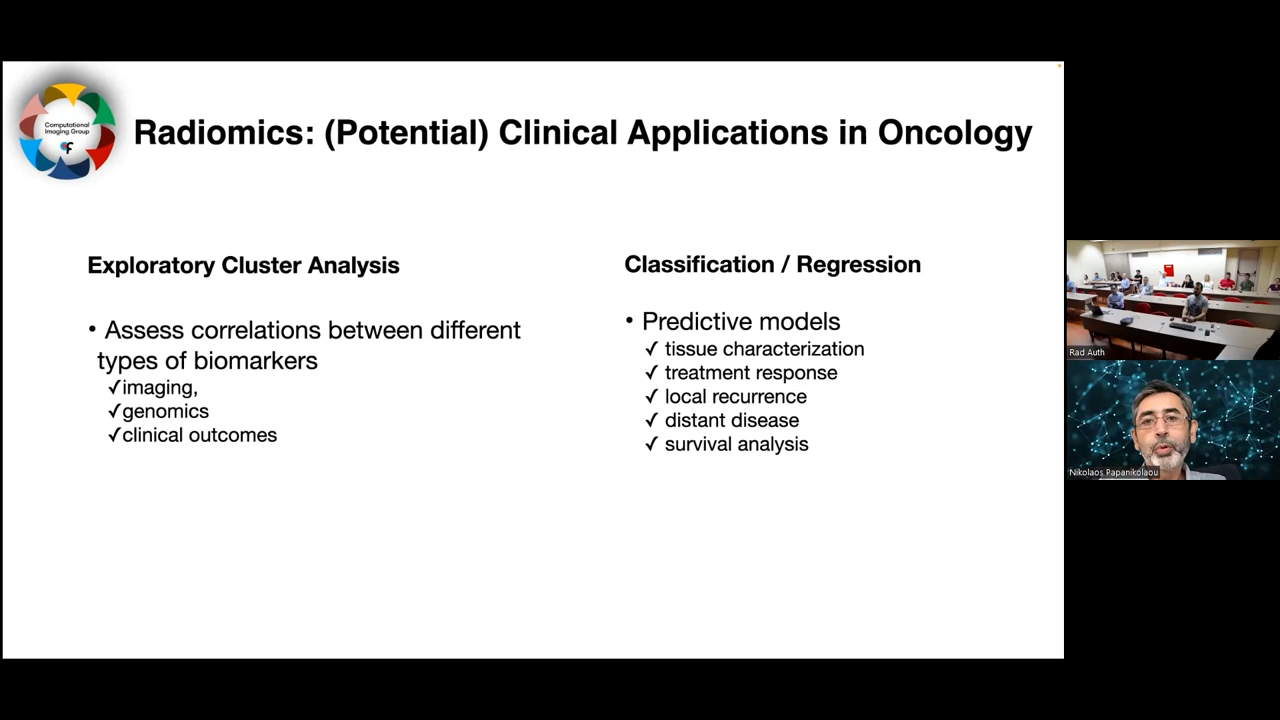 Computational
Imaging Group
Radiomics: (Potential) Clinical Applications in Oncology
Exploratory Cluster Analysis
• Assess correlations between different
types of biomarkers
✓imaging,
✓genomics
✓clinical outcomes
Classification / Regression
• Predictive models
✓ tissue characterization
✓ treatment response
✓ local recurrence
✓ distant disease
✓ survival analysis
Rad Auth
Nikolaos Papanikolaou